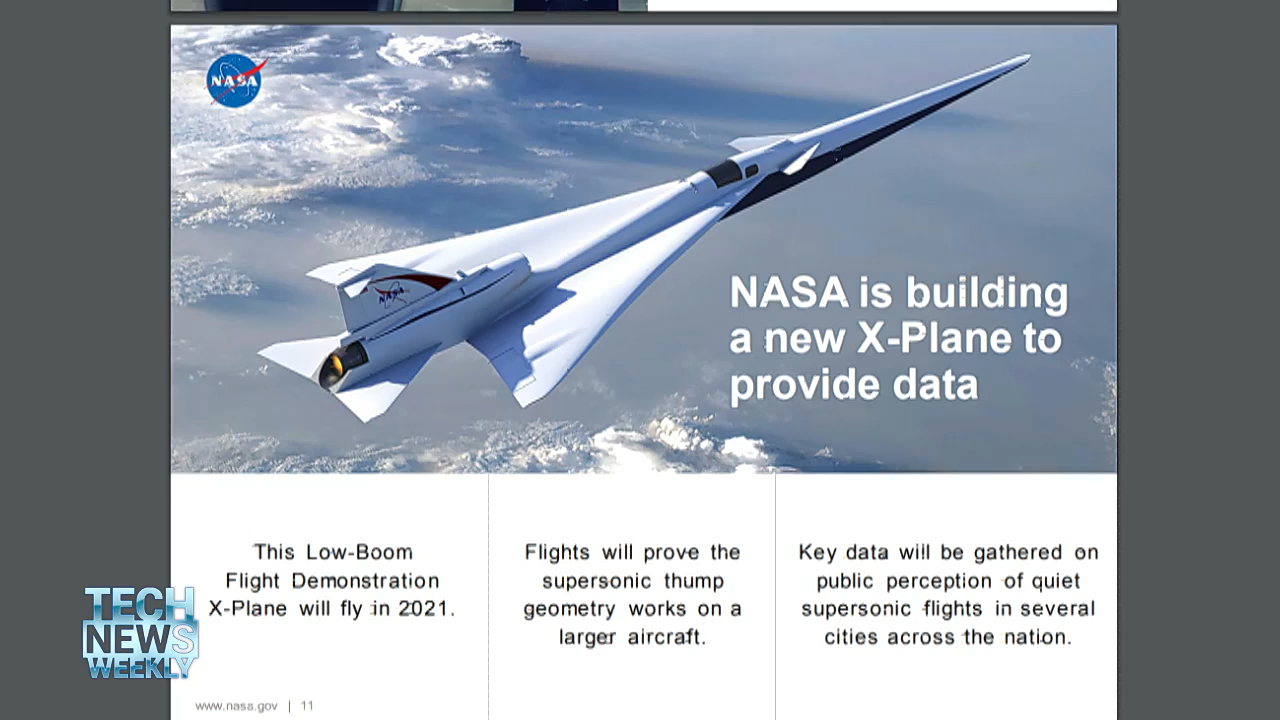 NASA
NASA
NASA is building
a new X-Plane to
provide data
This Low-Boom
Flight Demonstration
X-Plane will fly in 2021.
Flights will prove the
supersonic thump
geometry works on a
larger aircraft.
Key data will be gathered on
public perception of quiet
supersonic flights in several
cities across the nation.
TECH
NEWS
WEEKLY
www.nasa.gov | 11